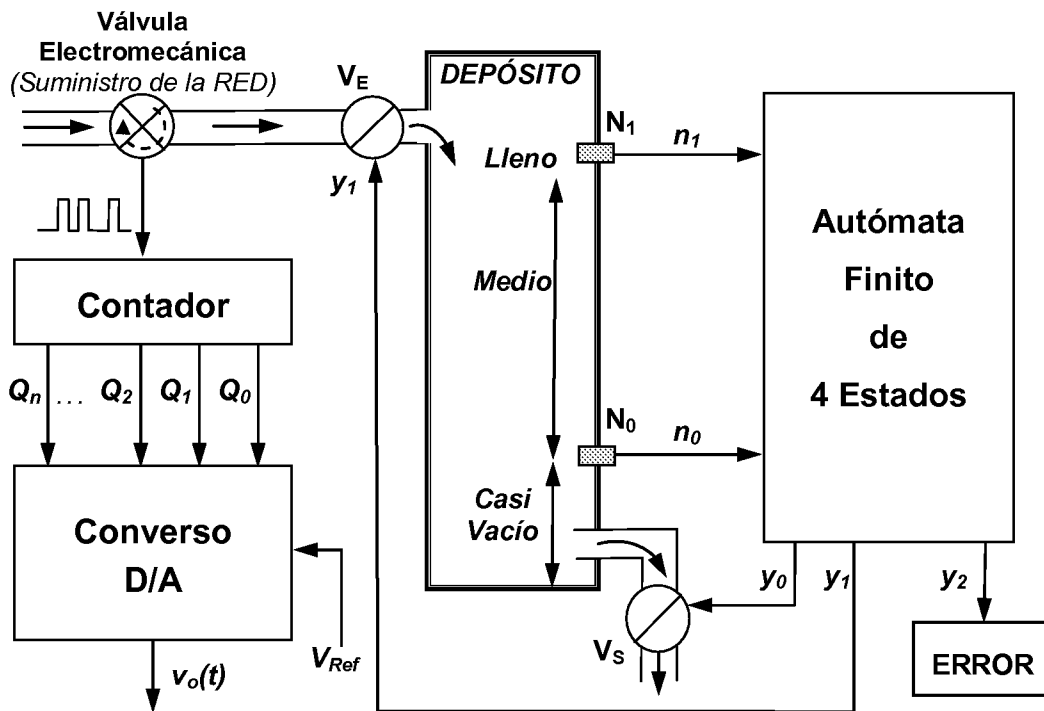 Válvula
Electromecánica
(Suministro de la RED)
V_E
DEPÓSITO
N_1
n_1
Lleno
y_1
Autómata
Finito
de
4 Estados
Medio
Contador
Q_n ... Q_2 Q_1 Q_0
N_0
n_0
Casi
Vacío
Converso
D/A
V_Ref
v_o(t)
y_0
y_1
y_2
V_S
ERROR